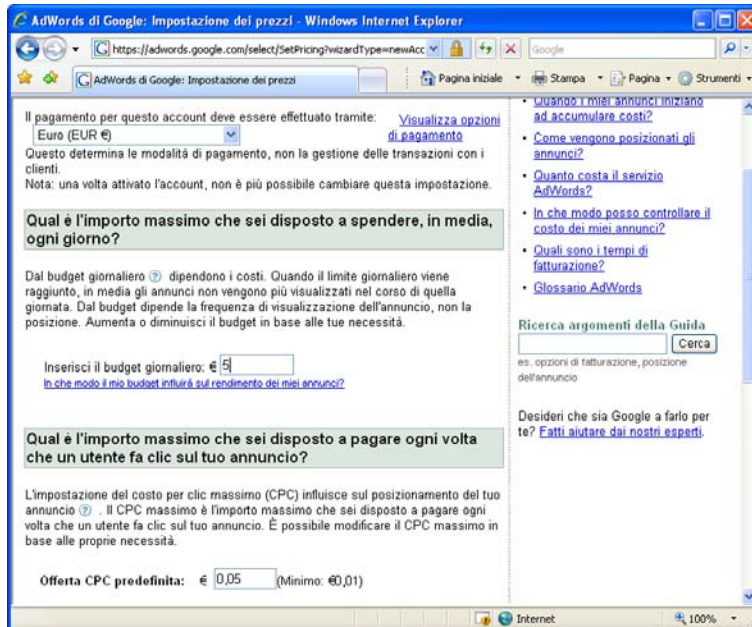 AdWords di Google: Impostazione dei prezzi - Windows Internet Explorer
https://adwords.google.com/select/SetPricing?wizardType=newAcc
Google
AdWords di Google: Impostazione dei prezzi
Pagina iniziale
Stampa
Pagina
Strumenti
Il pagamento per questo account deve essere effettuato tramite:
Visualizza opzioni
di pagamento
Euro (EUR €)
Questo determina le modalità di pagamento, non la gestione delle transazioni con i
clienti.
Nota: una volta attivato l'account, non è più possibile cambiare questa impostazione.
Qual è l'importo massimo che sei disposto a spendere, in media,
ogni giorno?
Dal budget giornaliero ? dipendono i costi. Quando il limite giornaliero viene
raggiunto, in media gli annunci non vengono più visualizzati nel corso di quella
giornata. Dal budget dipende la frequenza di visualizzazione dell'annuncio, non la
posizione. Aumenta o diminuisci il budget in base alle tue necessità.
Inserisci il budget giornaliero: € 5
In che modo il mio budget influirà sul rendimento dei miei annunci?
Qual è l'importo massimo che sei disposto a pagare ogni volta
che un utente fa clic sul tuo annuncio?
L'impostazione del costo per clic massimo (CPC) influisce sul posizionamento del tuo
annuncio ? . Il CPC massimo è l'importo massimo che sei disposto a pagare ogni
volta che un utente fa clic sul tuo annuncio. È possibile modificare il CPC massimo in
base alle proprie necessità.
Offerta CPC predefinita: € 0,05 (Minimo: €0,01)
Quando i miei annunci iniziano
ad accumulare costi?
Come vengono posizionati gli
annunci?
Quanto costa il servizio
AdWords?
In che modo posso controllare il
costo dei miei annunci?
Quali sono i tempi di
fatturazione?
Glossario AdWords
Ricerca argomenti della Guida
Cerca
es. opzioni di fatturazione, posizione
dell'annuncio
Desideri che sia Google a farlo per
te? Fatti aiutare dai nostri esperti.
Internet
100%